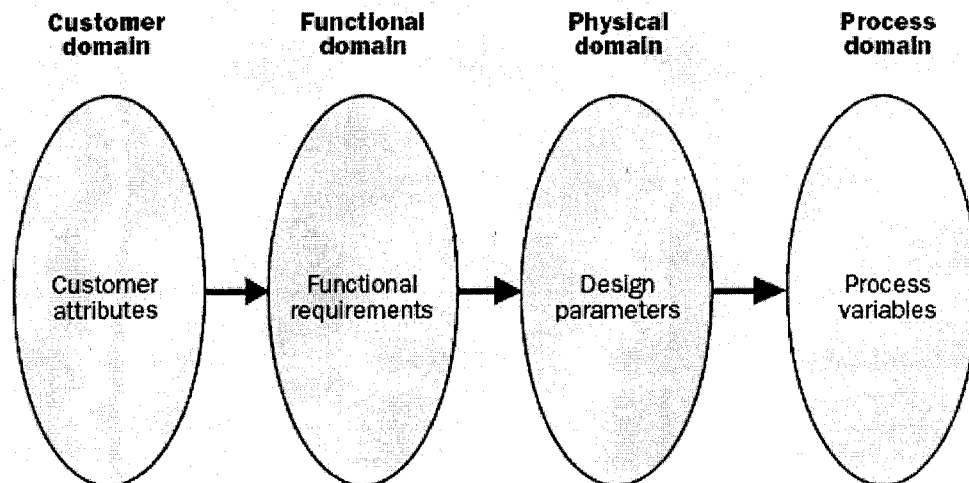 Customer
domain
Functional
domain
Physical
domain
Process
domain
Customer
attributes
Functional
requirements
Design
parameters
Process
variables